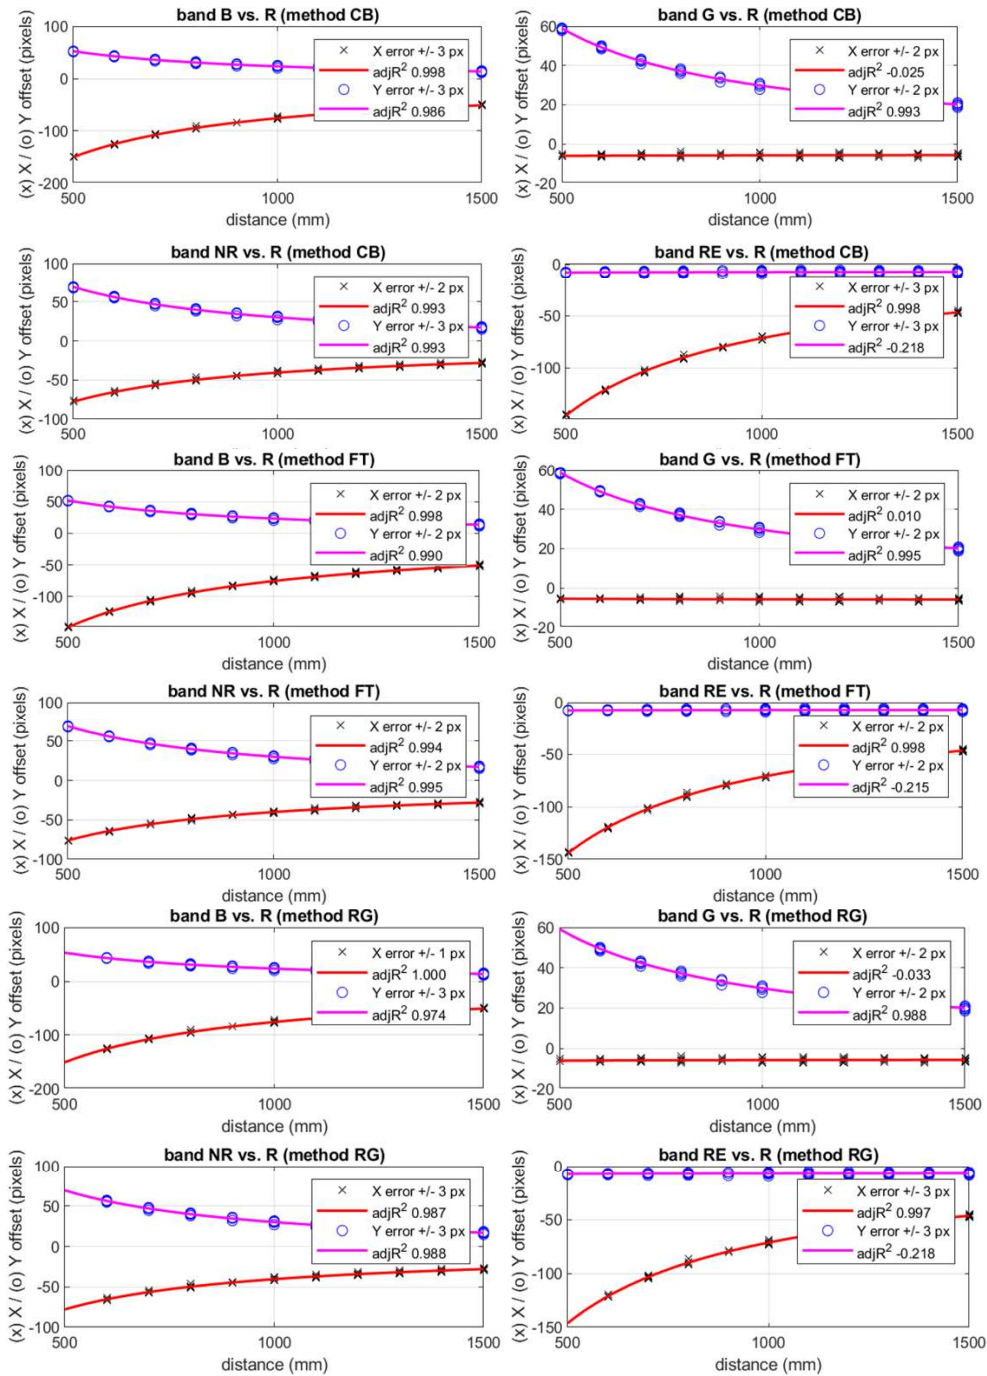 band B vs. R (method CB)
(x) X / (o) Y offset (pixels)
100
0
-100
-200
500
1000
1500
distance (mm)
X error +/- 3 px
adjR² 0.998
Y error +/- 3 px
adjR² 0.986
band G vs. R (method CB)
(x) X / (o) Y offset (pixels)
60
40
20
0
-20
500
1000
1500
distance (mm)
X error +/- 2 px
adjR² -0.025
Y error +/- 2 px
adjR² 0.993
band NR vs. R (method CB)
(x) X / (o) Y offset (pixels)
100
50
0
-50
-100
500
1000
1500
X error +/- 2 px
adjR² 0.993
Y error +/- 3 px
adjR² 0.993
band RE vs. R (method CB)
(x) X / (o) Y offset (pixels)
0
-50
-100
500
1000
1500
X error +/- 3 px
adjR² 0.998
Y error +/- 3 px
adjR² -0.218
band B vs. R (method FT)
(x) X / (o) Y offset (pixels)
100
50
0
-50
-100
500
1000
1500
distance (mm)
X error +/- 2 px
adjR² 0.998
Y error +/- 2 px
adjR² 0.990
band G vs. R (method FT)
(x) X / (o) Y offset (pixels)
60
40
20
0
-20
500
1000
1500
distance (mm)
X error +/- 2 px
adjR² 0.010
Y error +/- 2 px
adjR² 0.995
band NR vs. R (method FT)
(x) X / (o) Y offset (pixels)
100
50
0
-50
-100
500
1000
1500
distance (mm)
X error +/- 2 px
adjR² 0.994
Y error +/- 2 px
adjR² 0.995
band RE vs. R (method FT)
(x) X / (o) Y offset (pixels)
0
-50
-100
-150
500
1000
1500
distance (mm)
X error +/- 2 px
adjR² 0.998
Y error +/- 2 px
adjR² -0.215
band B vs. R (method RG)
(x) X / (o) Y offset (pixels)
100
0
-100
-200
500
1000
1500
distance (mm)
X error +/- 1 px
adjR² 1.000
Y error +/- 3 px
adjR² 0.974
band G vs. R (method RG)
(x) X / (o) Y offset (pixels)
60
40
20
0
-20
500
1000
1500
distance (mm)
X error +/- 2 px
adjR² -0.033
Y error +/- 2 px
adjR² 0.988
band NR vs. R (method RG)
(x) X / (o) Y offset (pixels)
100
50
0
-50
-100
500
1000
1500
distance (mm)
X error +/- 3 px
adjR² 0.987
Y error +/- 3 px
adjR² 0.988
band RE vs. R (method RG)
(x) X / (o) Y offset (pixels)
0
-50
-100
-150
500
1000
1500
distance (mm)
X error +/- 3 px
adjR² 0.997
Y error +/- 3 px
adjR² -0.218